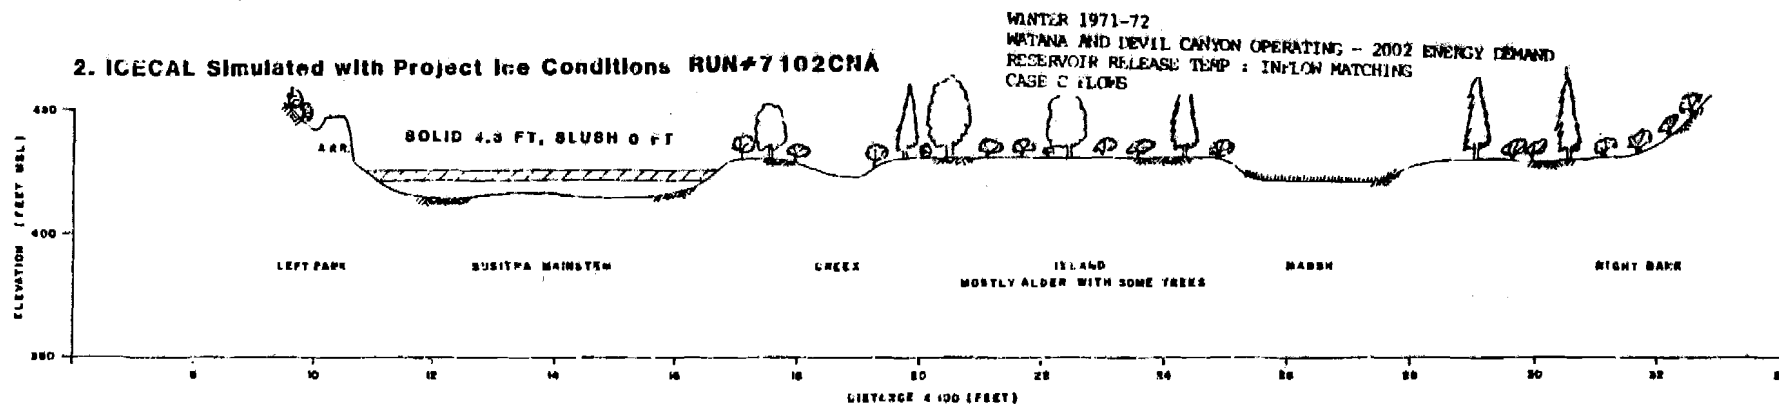 WINTER 1971-72
WATANA AND DEVIL CANYON OPERATING - 2002 ENERGY DEMAND
RESERVOIR RELEASE TEMP : INFLOW MATCHING
CASE C FLOWS
2. ICECAL Simulated with Project Ice Conditions RUN#7102CNA
SOLID 4.3 FT, SLUSH 0 FT
A.R.R.
ELEVATION (FEET MSL)
450
400
350
LEFT BANK
SUSITNA MAINSTEM
CREEK
ISLAND
MOSTLY ALDER WITH SOME TREES
MARSH
RIGHT BANK
8 10 12 14 16 18 20 22 24 26 28 30 32
DISTANCE X 100 (FEET)